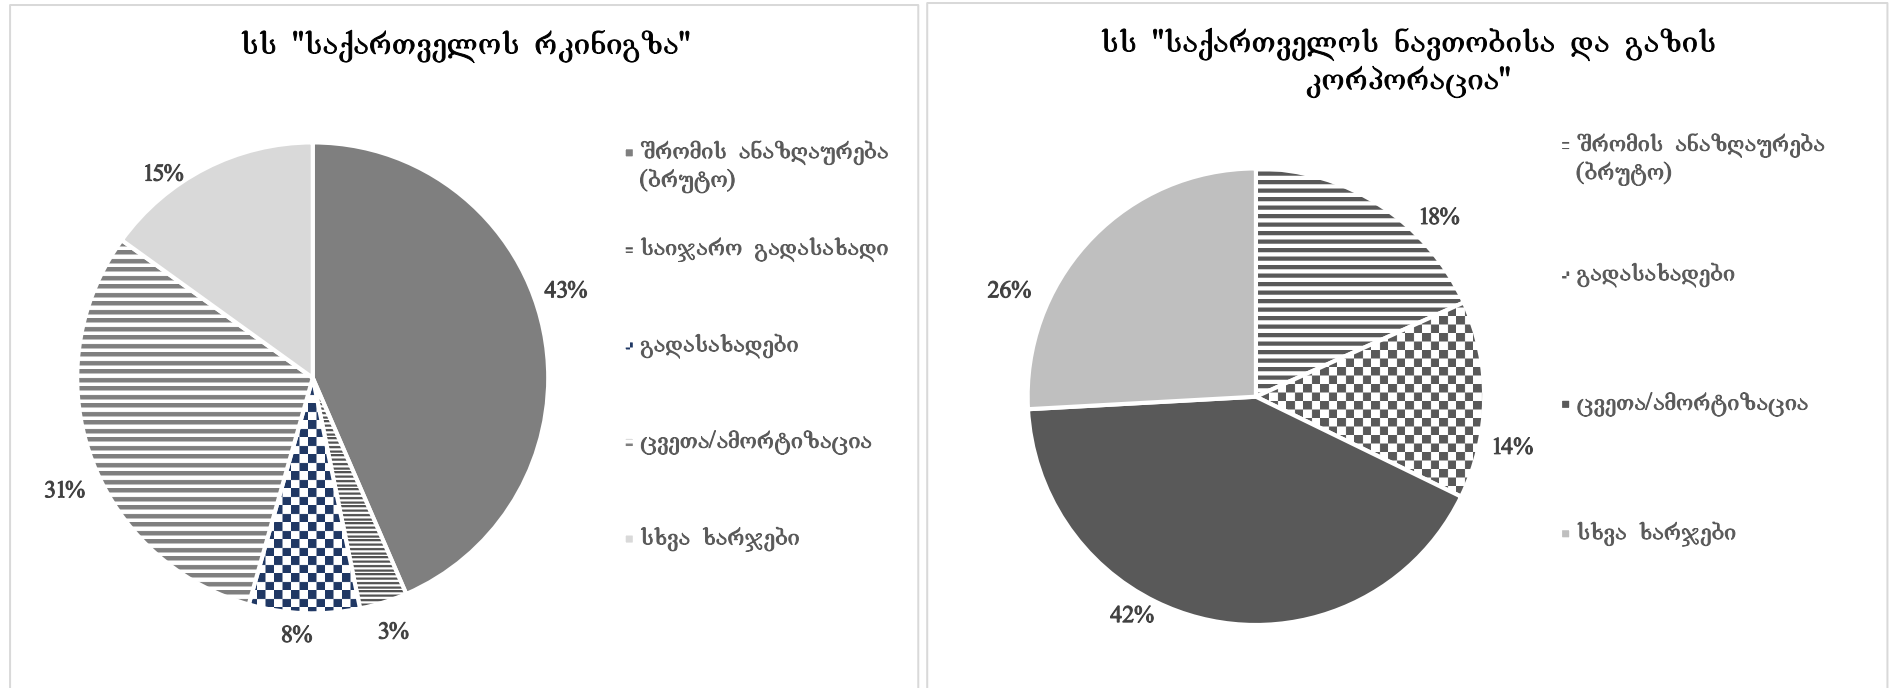 სს "საქართველოს რკინიგზა"
15%
43%
31%
8%
3%
შრომის ანაზღაურება
(ბრუტო)
საიჯარო გადასახადი
გადასახადები
ცვეთა/ამორტიზაცია
სხვა ხარჯები
სს "საქართველოს ნავთობისა და გაზის
კორპორაცია"
18%
26%
14%
42%
შრომის ანაზღაურება
(ბრუტო)
გადასახადები
ცვეთა/ამორტიზაცია
სხვა ხარჯები